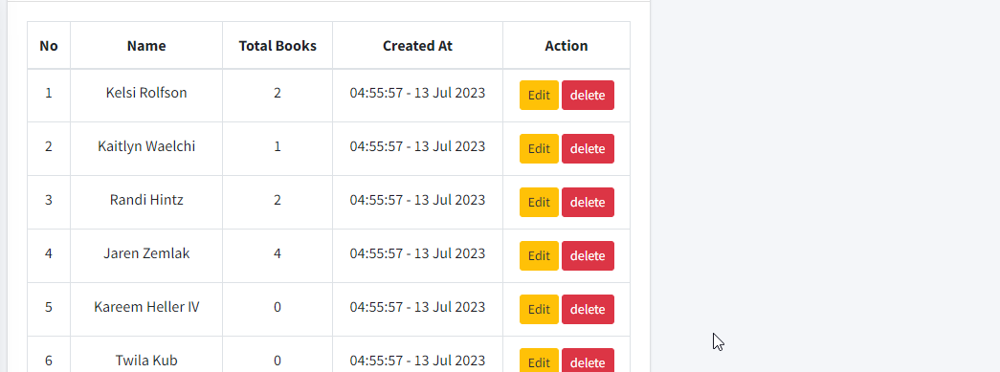 No Name Total Books Created At Action
1 Kelsi Rolfson 2 04:55:57 - 13 Jul 2023 Edit delete
2 Kaitlyn Waelchi 1 04:55:57 - 13 Jul 2023 Edit delete
3 Randi Hintz 2 04:55:57 - 13 Jul 2023 Edit delete
4 Jaren Zemlak 4 04:55:57 - 13 Jul 2023 Edit delete
5 Kareem Heller IV 0 04:55:57 - 13 Jul 2023 Edit delete
6 Twila Kub 0 04:55:57 - 13 Jul 2023 Edit delete